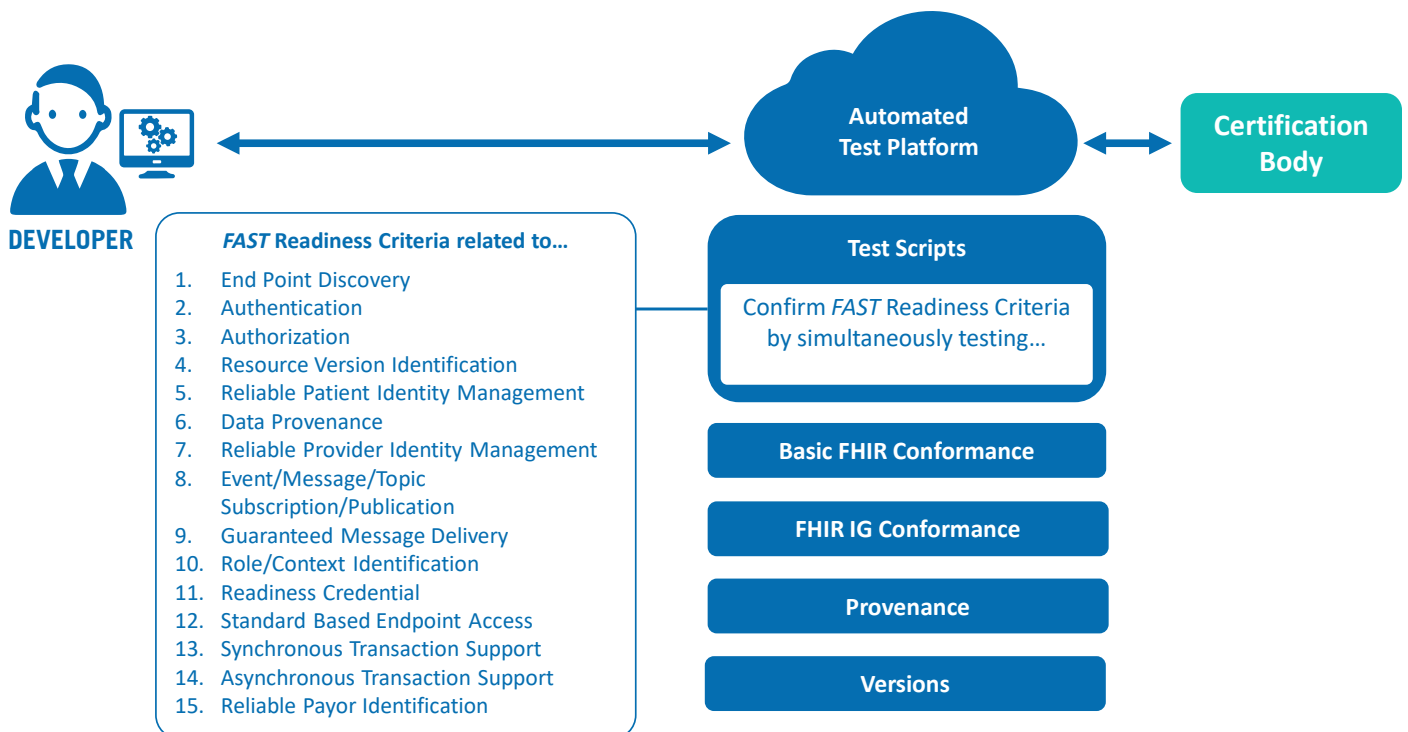 Automated
Test Platform
Certification
Body
DEVELOPER
FAST Readiness Criteria related to...
1. End Point Discovery
2. Authentication
3. Authorization
4. Resource Version Identification
5. Reliable Patient Identity Management
6. Data Provenance
7. Reliable Provider Identity Management
8. Event/Message/Topic
Subscription/Publication
9. Guaranteed Message Delivery
10. Role/Context Identification
11. Readiness Credential
12. Standard Based Endpoint Access
13. Synchronous Transaction Support
14. Asynchronous Transaction Support
15. Reliable Payor Identification
Test Scripts
Confirm FAST Readiness Criteria
by simultaneously testing...
Basic FHIR Conformance
FHIR IG Conformance
Provenance
Versions